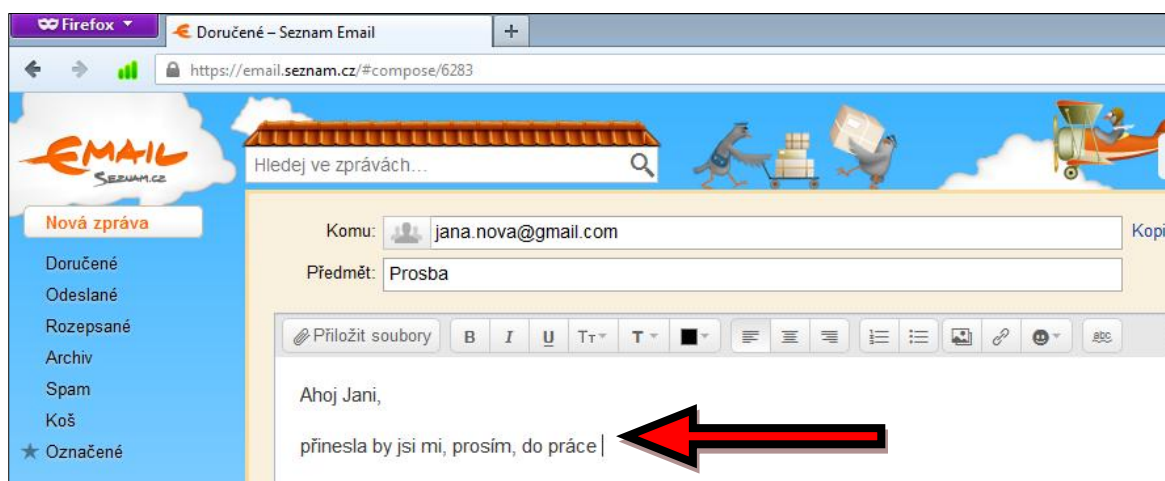 Firefox
Doručené – Seznam Email
https://email.seznam.cz/#compose/6283
EMAIL
SEZNAM.CZ
Hledej ve zprávách...
Nová zpráva
Doručené
Odeslané
Rozepsané
Archiv
Spam
Koš
Označené
Komu: jana.nova@gmail.com Kopi
Předmět: Prosba
Přiložit soubory B I U TT T abc
Ahoj Jani,
přinesla by jsi mi, prosím, do práce